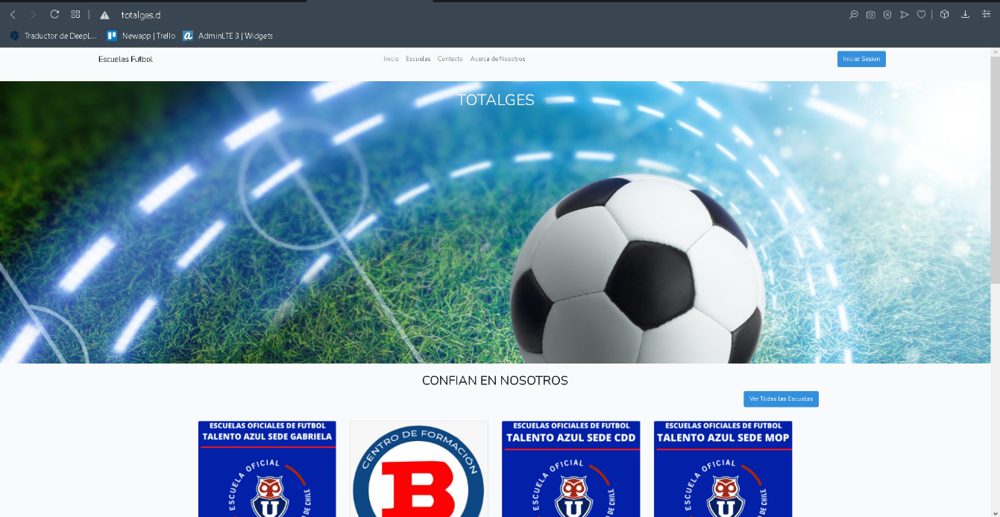 totalges.d
Traductor de DeepL... Newapp | Trello AdminLTE 3 | Widgets
Escuelas Futbol Inicio Escuelas Contacto Acerca de Nosotros Iniciar Sesion
TOTALGES
CONFIAN EN NOSOTROS
Ver Todas las Escuelas
ESCUELAS OFICIALES DE FUTBOL
TALENTO AZUL SEDE GABRIELA
ESCUELA OFICIAL
DE CHILE
U
CENTRO DE FORMACIÓN
B
ESCUELAS OFICIALES DE FUTBOL
TALENTO AZUL SEDE CDD
ESCUELA OFICIAL
DE CHILE
U
ESCUELAS OFICIALES DE FUTBOL
TALENTO AZUL SEDE MOP
ESCUELA OFICIAL
DE CHILE
U